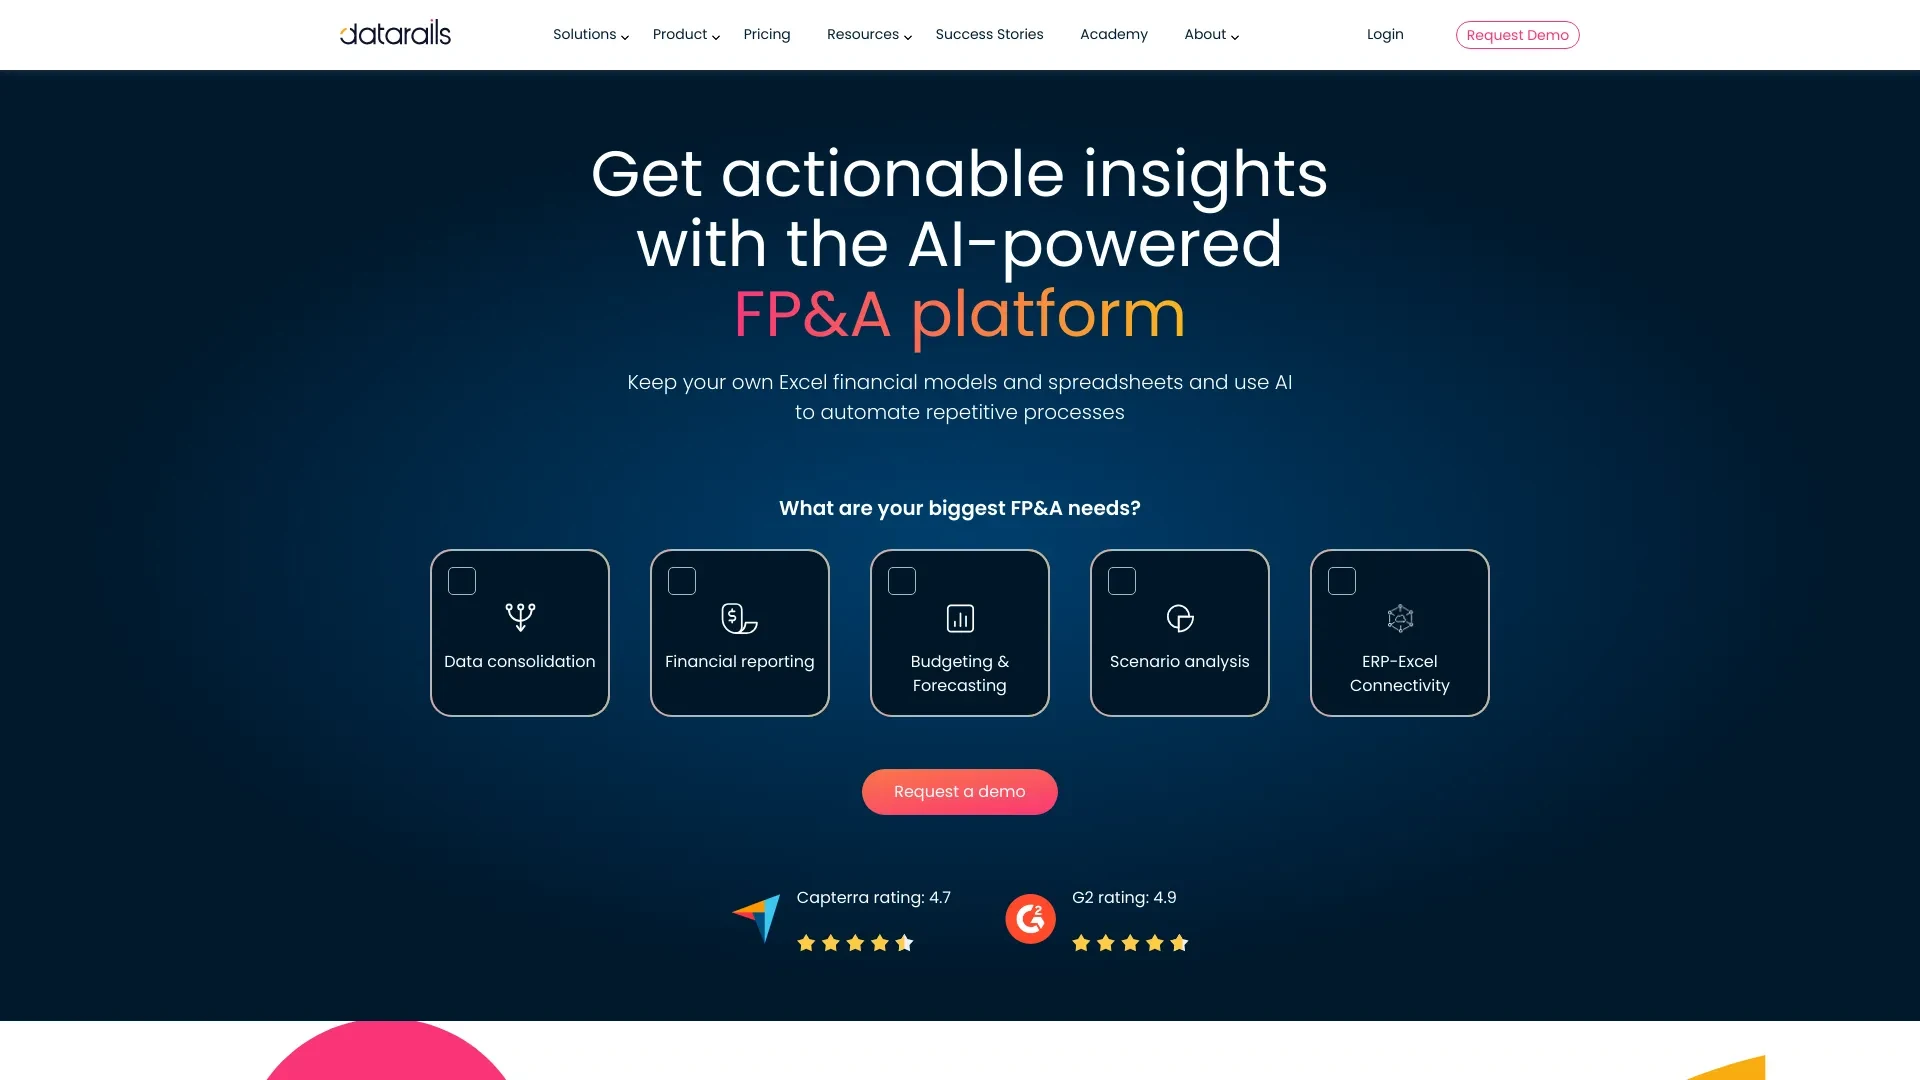 datarails
Solutions
Product
Pricing
Resources
Success Stories
Academy
About
Login
Request Demo
Get actionable insights
with the AI-powered
FP&A platform
Keep your own Excel financial models and spreadsheets and use AI
to automate repetitive processes
What are your biggest FP&A needs?
Data consolidation
Financial reporting
Budgeting &
Forecasting
Scenario analysis
ERP-Excel
Connectivity
Request a demo
Capterra rating: 4.7
G2
G2 rating: 4.9